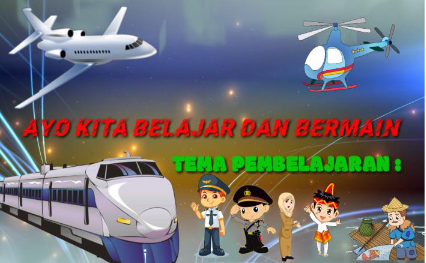 AYO KITA BELAJAR DAN BERMAIN
TEMA PEMBELAJARAN :